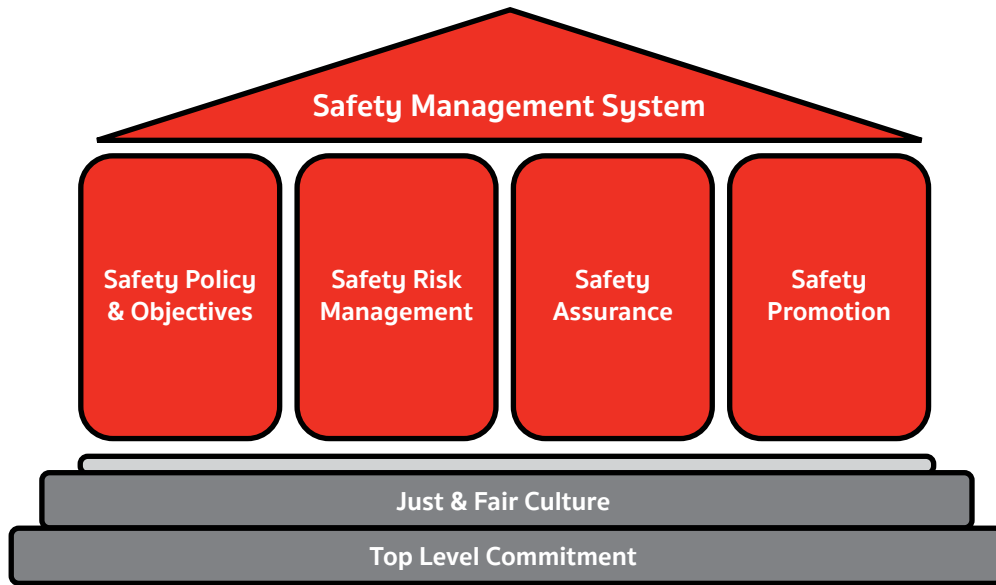 Safety Management System
Safety Policy
& Objectives
Safety Risk
Management
Safety
Assurance
Safety
Promotion
Just & Fair Culture
Top Level Commitment